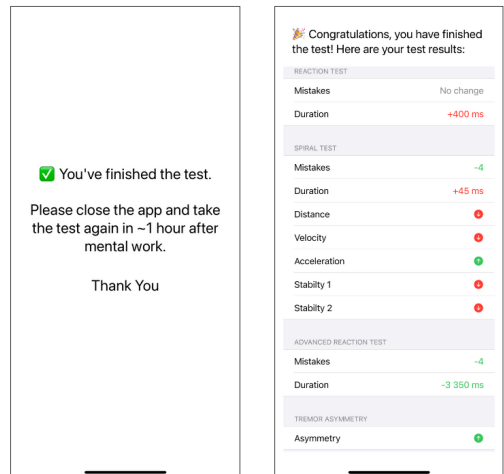 ✅ You've finished the test.
Please close the app and take
the test again in ~1 hour after
mental work.
Thank You
🎉 Congratulations, you have finished
the test! Here are your test results:
REACTION TEST
Mistakes No change
Duration +400 ms
SPIRAL TEST
Mistakes -4
Duration +45 ms
Distance
Velocity
Acceleration
Stabilty 1
Stabilty 2
ADVANCED REACTION TEST
Mistakes -4
Duration -3 350 ms
TREMOR ASYMMETRY
Asymmetry